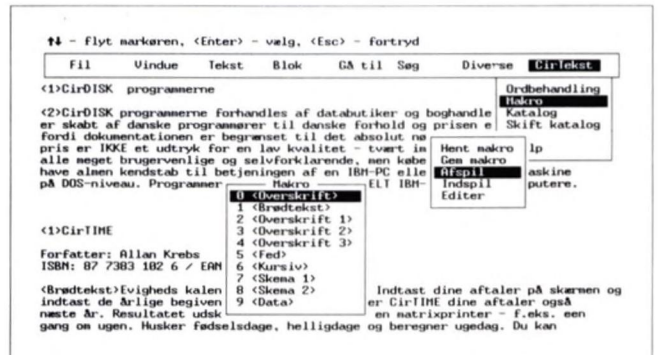 ↑↓ - flyt markøren, <Enter> - vælg, <Esc> - fortryd
Fil Vindue Tekst Blok Gå til Søg Diverse CirTekst
<1>CirDISK programmerne
Ordbehandling
Makro
Katalog
Skift katalog
<2>CirDISK programmerne forhandles af databutiker og boghandle
er skabt af danske programmører til danske forhold og prisen e
fordi dokumentationen er begrænset til det absolut nø
pris er IKKE et udtryk for en lav kvalitet - tvært im lp
alle meget brugervenlige og selvforklarende, men købe
have almen kendstab til betjeningen af en IBM-PC elle askine
på DOS-niveau. Programmer ELT IBM- putere.
Hent makro
Gem makro
Afspil
Indspil
Editer
Makro
0 <Overskrift>
1 <Brødtekst>
2 <Overskrift 1>
3 <Overskrift 2>
4 <Overskrift 3>
5 <Fed>
6 <Kursiv>
7 <Skema 1>
8 <Skema 2>
9 <Data>
<1>CirTIME
Forfatter: Allan Krebs
ISBN: 87 7383 102 6 / EAN
<Brødtekst>Evigheds kalen Indtast dine aftaler på skærmen og
indtast de årlige begiven er CirTIME dine aftaler også
næste år. Resultatet udsk en matrixprinter - f.eks. een
gang om ugen. Husker fødselsdage, helligdage og beregner ugedag. Du kan